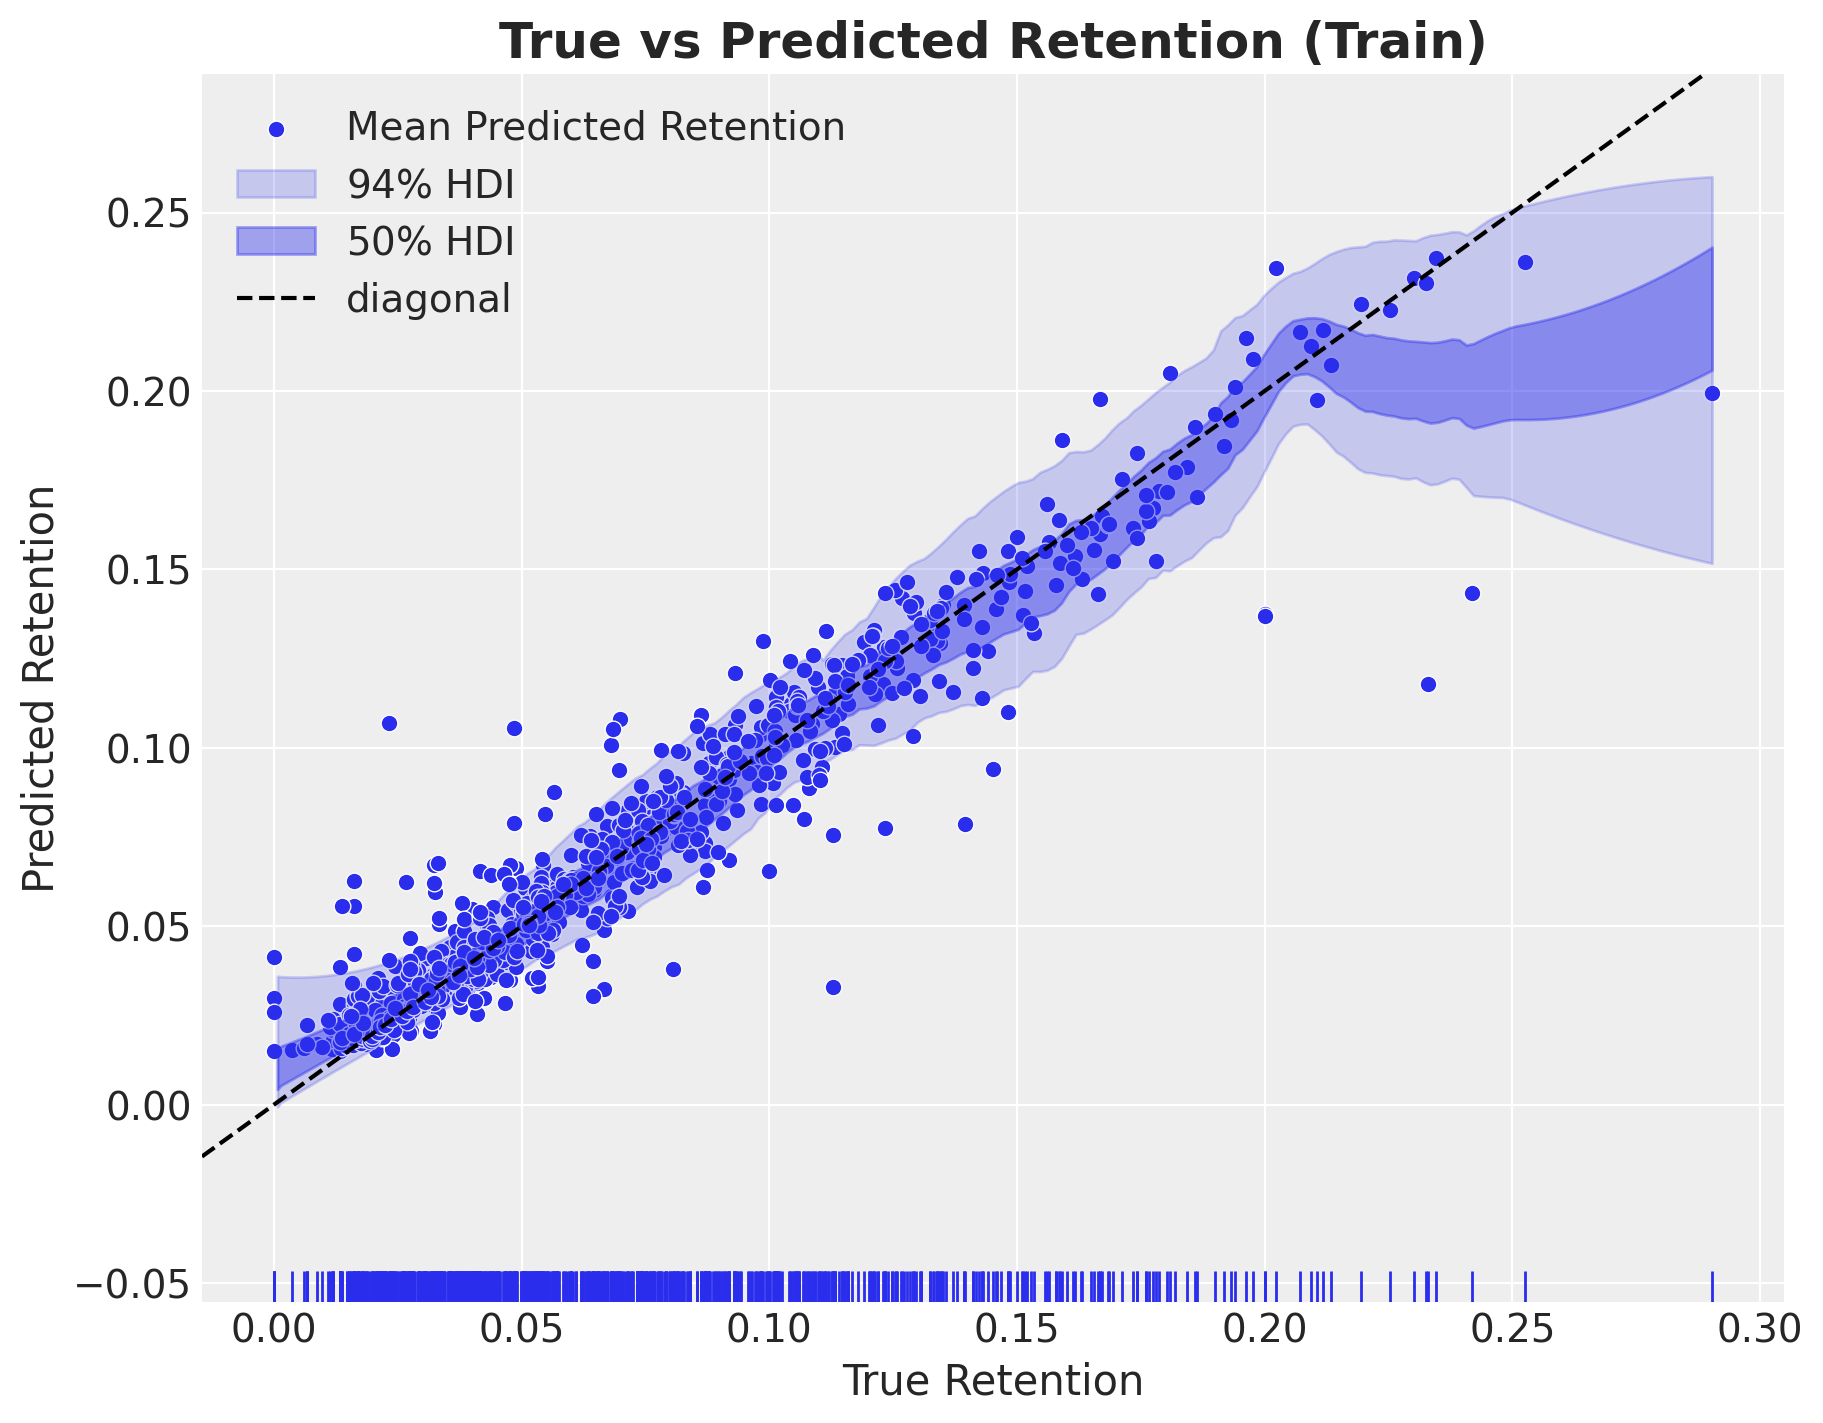 True vs Predicted Retention (Train)
Mean Predicted Retention
94% HDI
50% HDI
diagonal
Predicted Retention
0.25
0.20
0.15
0.10
0.05
0.00
−0.05
0.00 0.05 0.10 0.15 0.20 0.25 0.30
True Retention